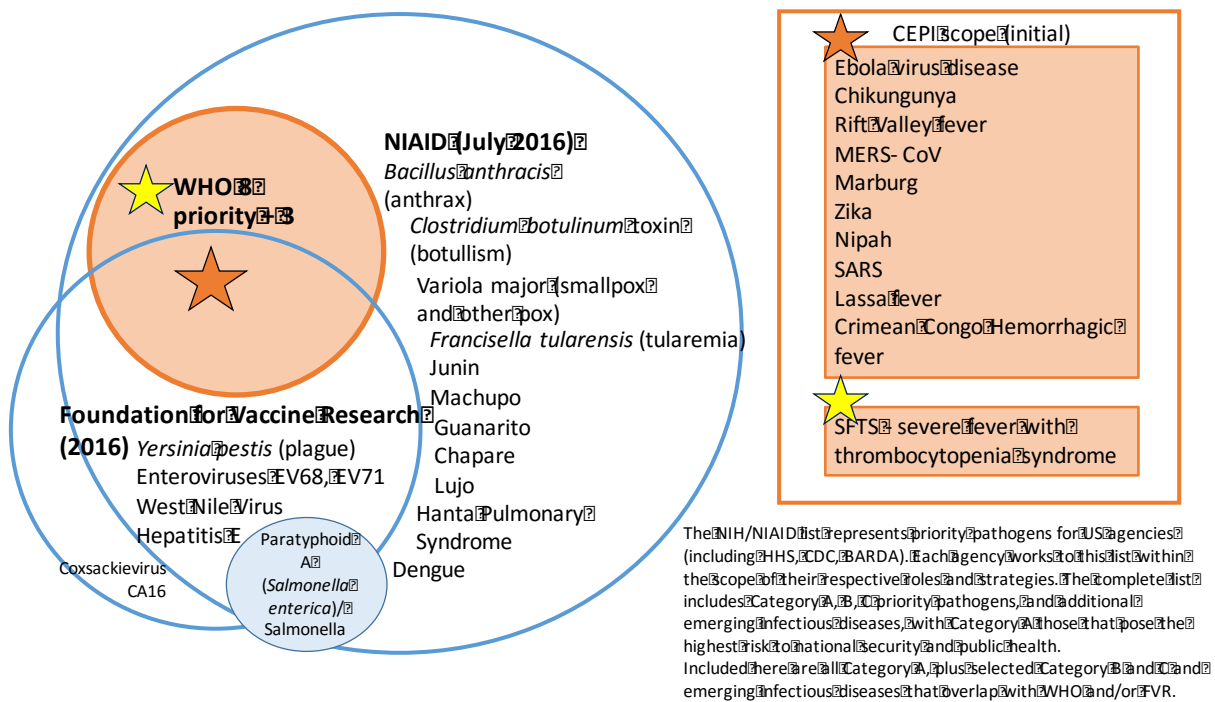 WHO 8
priority + 3
NIAID (July 2016)
Bacillus anthracis
(anthrax)
Clostridium botulinum toxin
(botullism)
Variola major (smallpox
and other pox)
Francisella tularensis (tularemia)
Junin
Machupo
Guanarito
Chapare
Lujo
Hanta Pulmonary
Syndrome
Dengue
Foundation for Vaccine Research
(2016)
Yersinia pestis (plague)
Enteroviruses EV68, EV71
West Nile Virus
Hepatitis E
Coxsackievirus
CA16
Paratyphoid
A
(Salmonella
enterica)/
Salmonella
CEPI scope (initial)
Ebola virus disease
Chikungunya
Rift Valley fever
MERS- CoV
Marburg
Zika
Nipah
SARS
Lassa fever
Crimean Congo Hemorrhagic
fever
SFTS – severe fever with
thrombocytopenia syndrome
The NIH/NIAID list represents priority pathogens for US agencies
(including HHS, CDC, BARDA). Each agency works to this list within
the scope of their respective roles and strategies. The complete list
includes Category A, B, C priority pathogens, and additional
emerging infectious diseases, with Category A those that pose the
highest risk to national security and public health.
Included here are all Category A, plus selected Category B and C and
emerging infectious diseases that overlap with WHO and/or FVR.